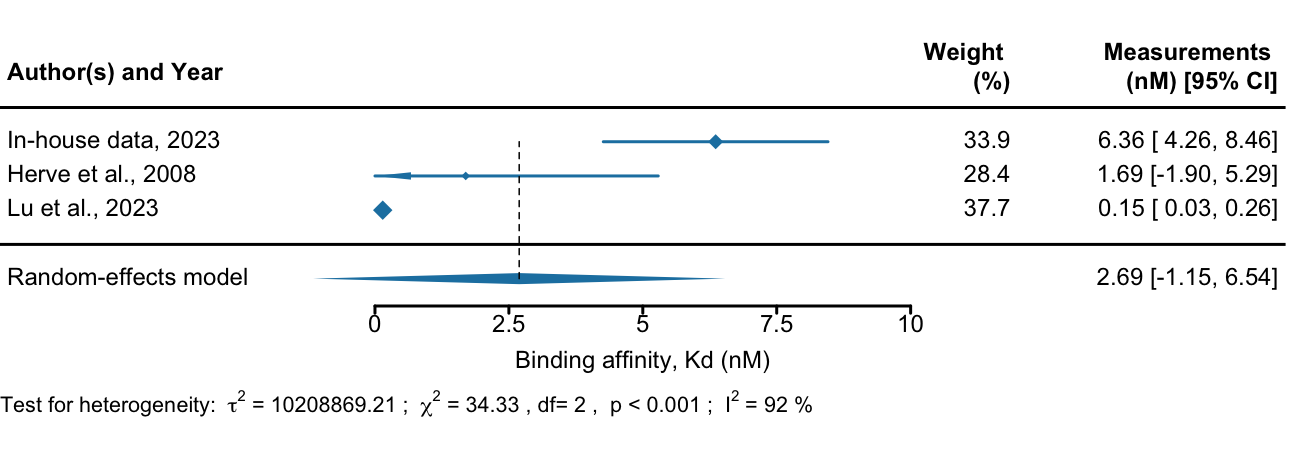 Author(s) and Year Weight (%) Measurements (nM) [95% CI]
In-house data, 2023 33.9 6.36 [ 4.26, 8.46]
Herve et al., 2008 28.4 1.69 [-1.90, 5.29]
Lu et al., 2023 37.7 0.15 [ 0.03, 0.26]
Random-effects model 2.69 [-1.15, 6.54]
0 2.5 5 7.5 10
Binding affinity, Kd (nM)
Test for heterogeneity: τ² = 10208869.21 ; χ² = 34.33 , df= 2 , p < 0.001 ; I² = 92 %